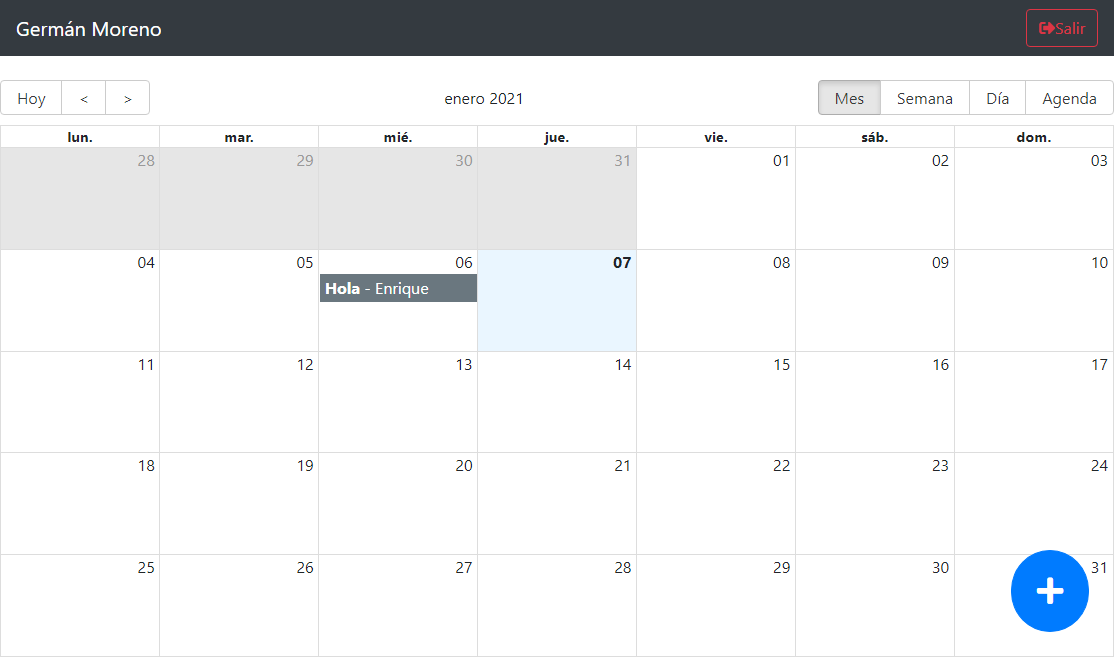 Germán Moreno Salir
Hoy < > enero 2021 Mes Semana Día Agenda
lun. mar. mié. jue. vie. sáb. dom.
28 29 30 31 01 02 03
04 05 06 07 08 09 10
Hola - Enrique
11 12 13 14 15 16 17
18 19 20 21 22 23 24
25 26 27 28 29 30 31